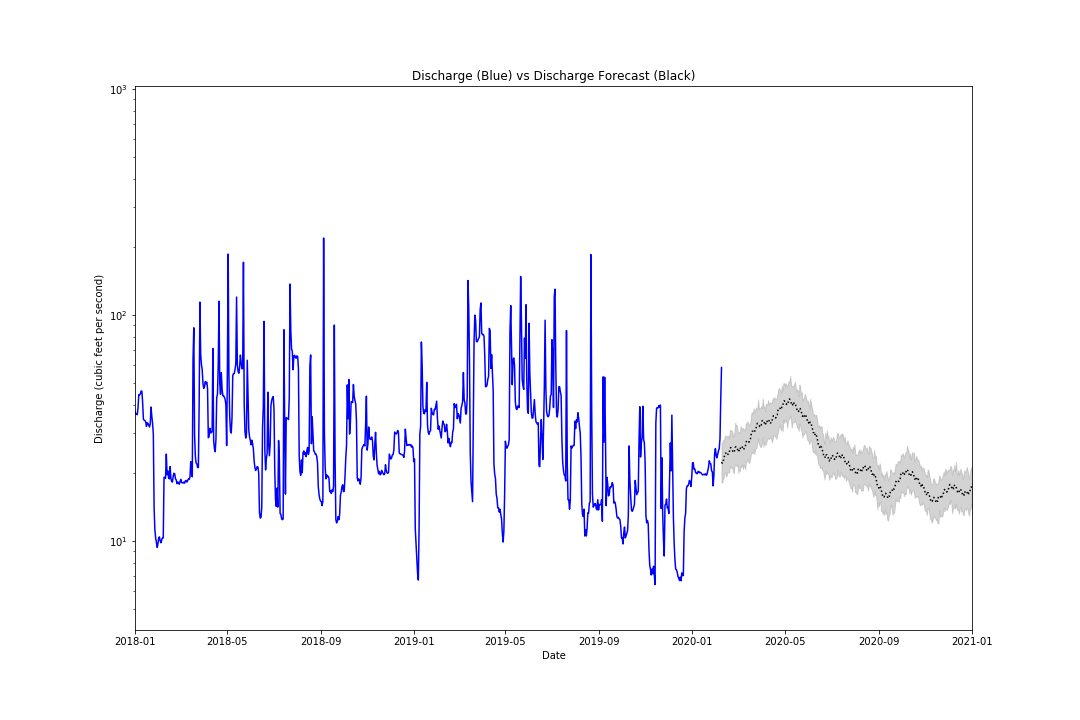 Discharge (Blue) vs Discharge Forecast (Black)
10³
10²
10¹
Discharge (cubic feet per second)
2018-01 2018-05 2018-09 2019-01 2019-05 2019-09 2020-01 2020-05 2020-09 2021-01
Date